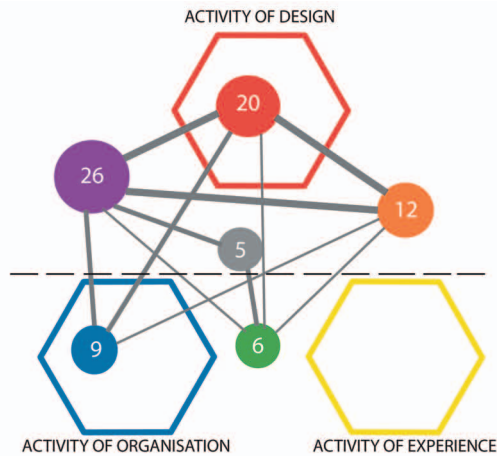 ACTIVITY OF DESIGN
20
26
12
5
9
6
ACTIVITY OF ORGANISATION
ACTIVITY OF EXPERIENCE